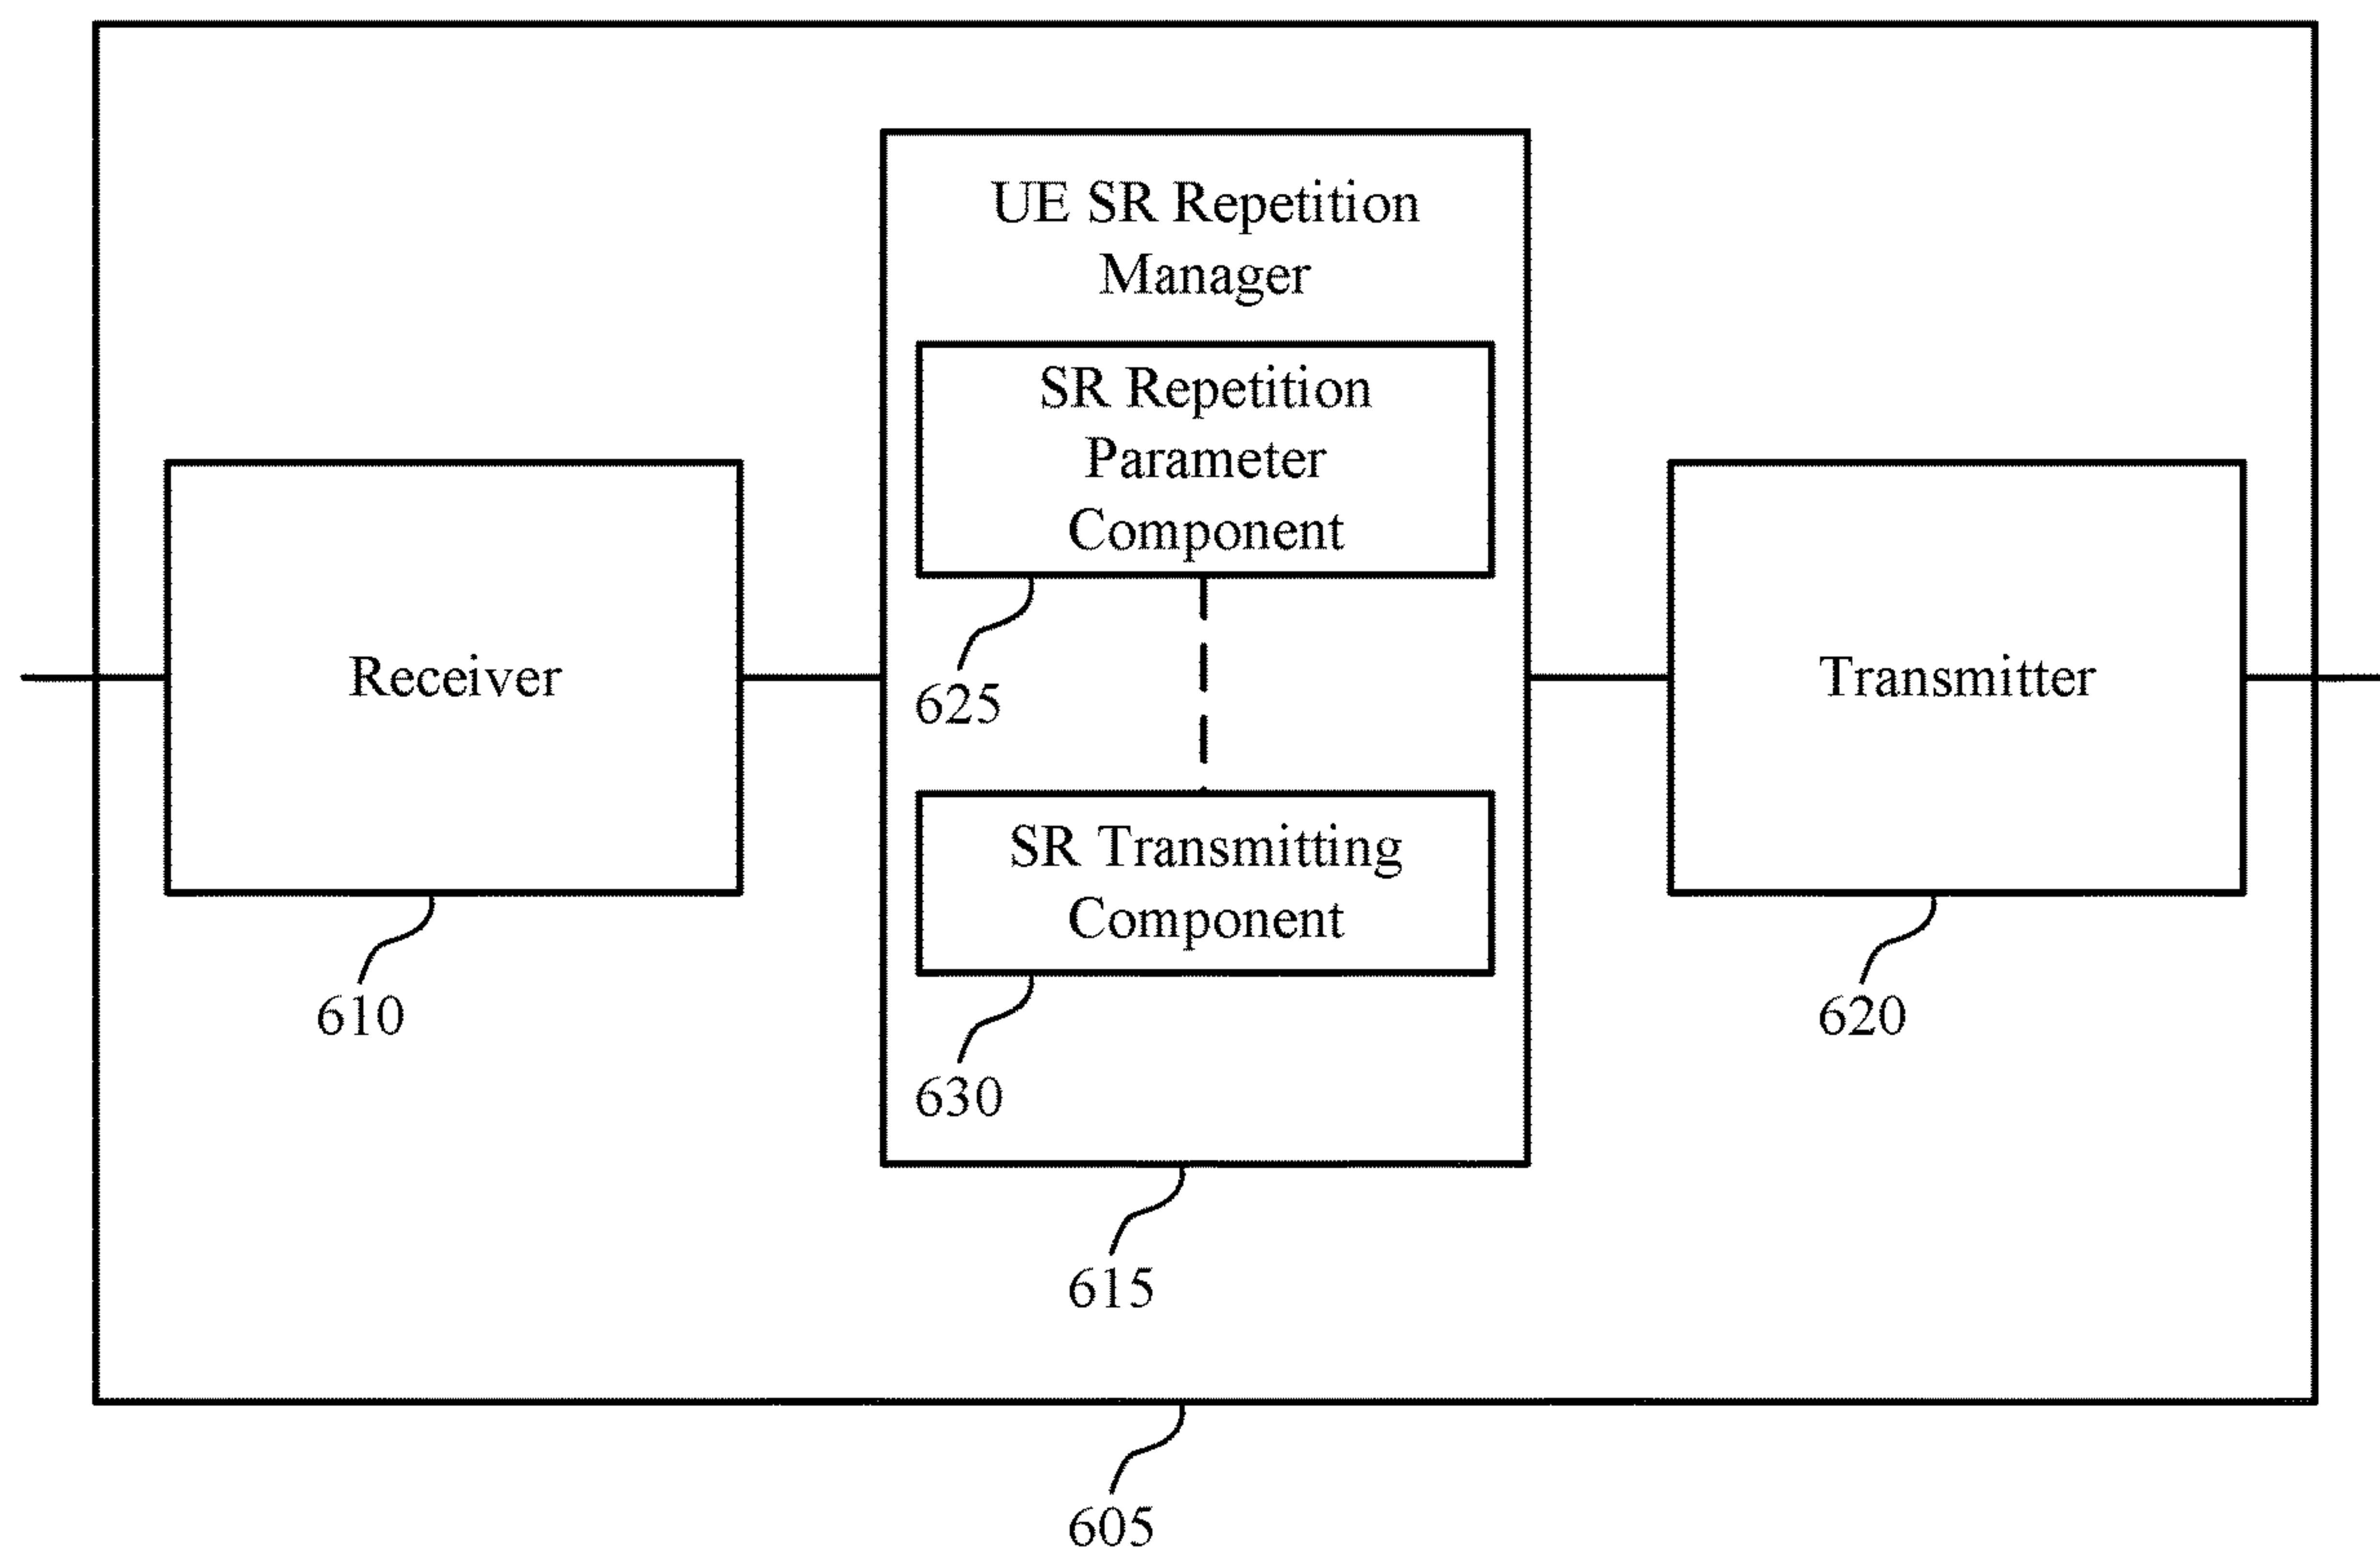 UE SR Repetition
Manager
SR Repetition
Parameter
Component
625
Receiver
610
SR Transmitting
Component
630
Transmitter
620
615
605